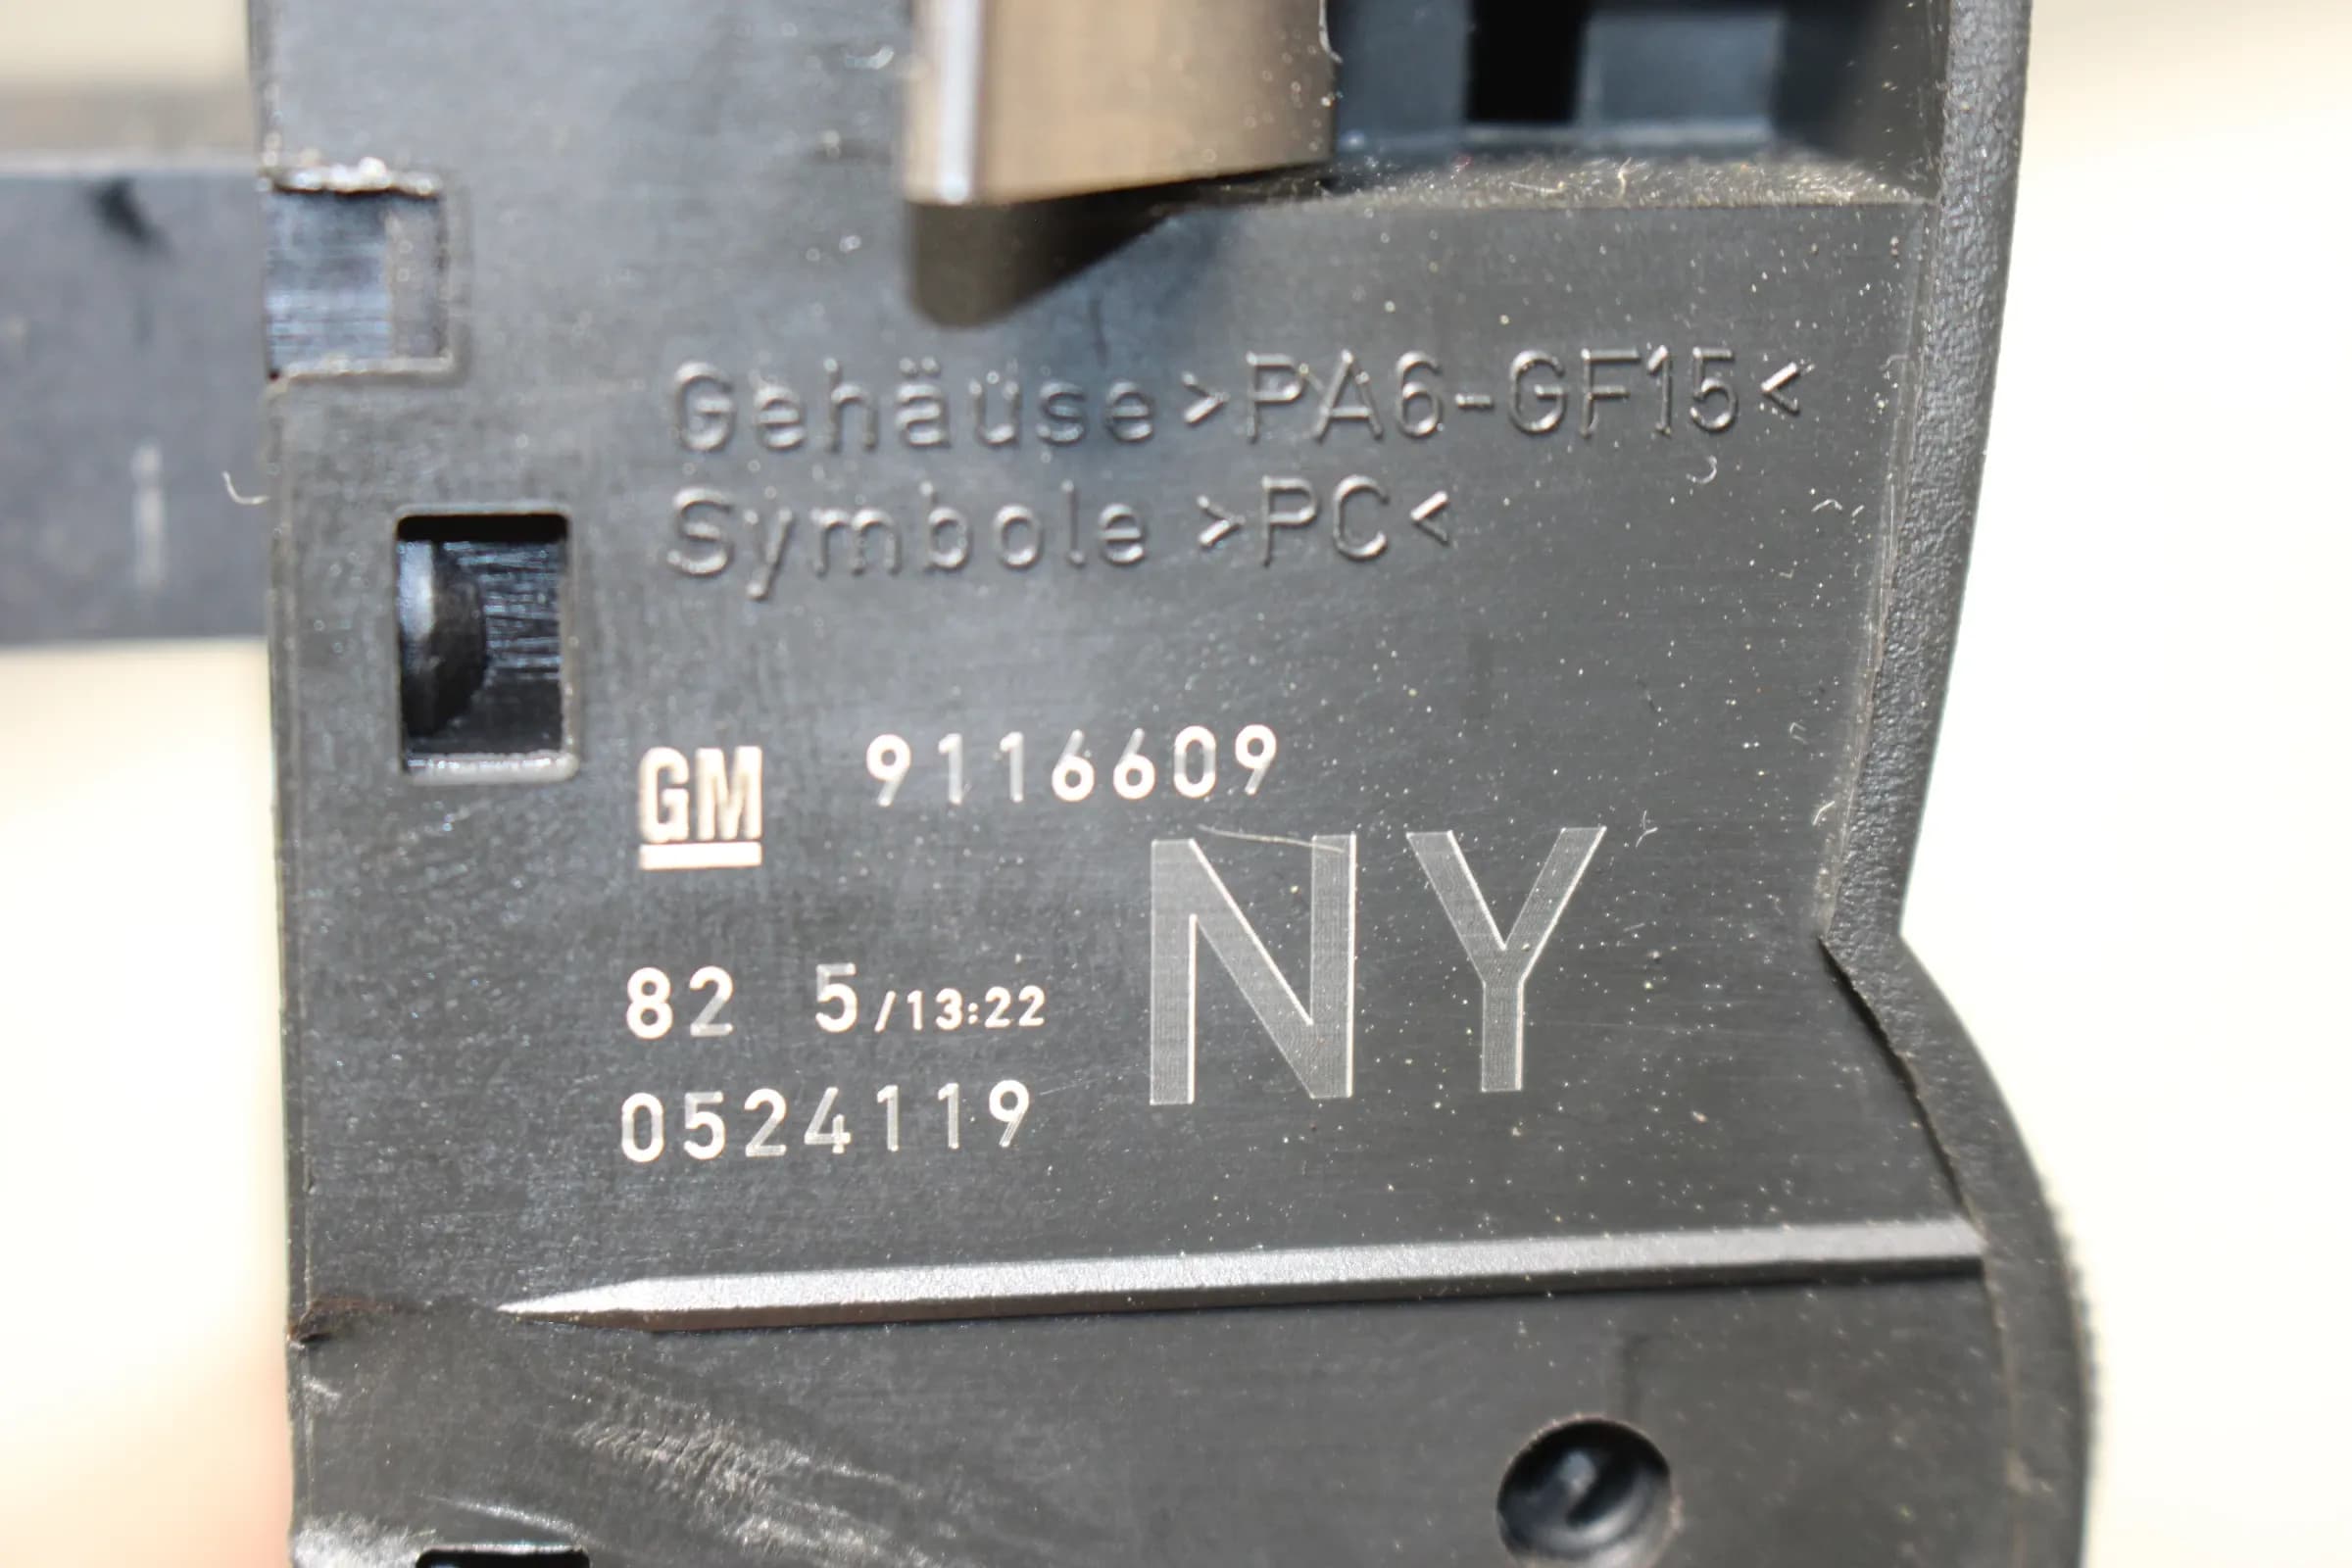 Gehäuse >PA6-GF15<
Symbole >PC<
GM 9116609
NY
82 5/13:22
0524119